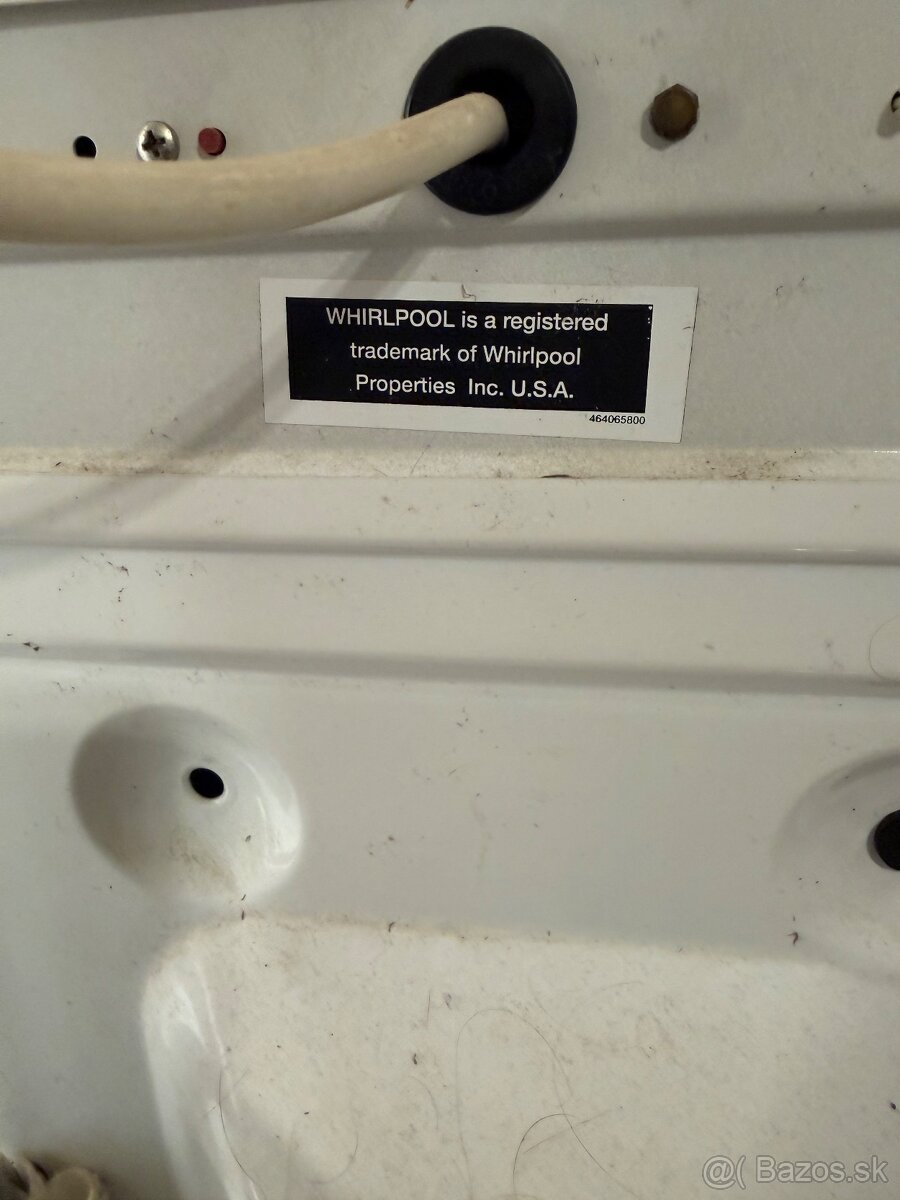 WHIRLPOOL is a registered
trademark of Whirlpool
Properties Inc. U.S.A.
464065800
@( Bazos.sk